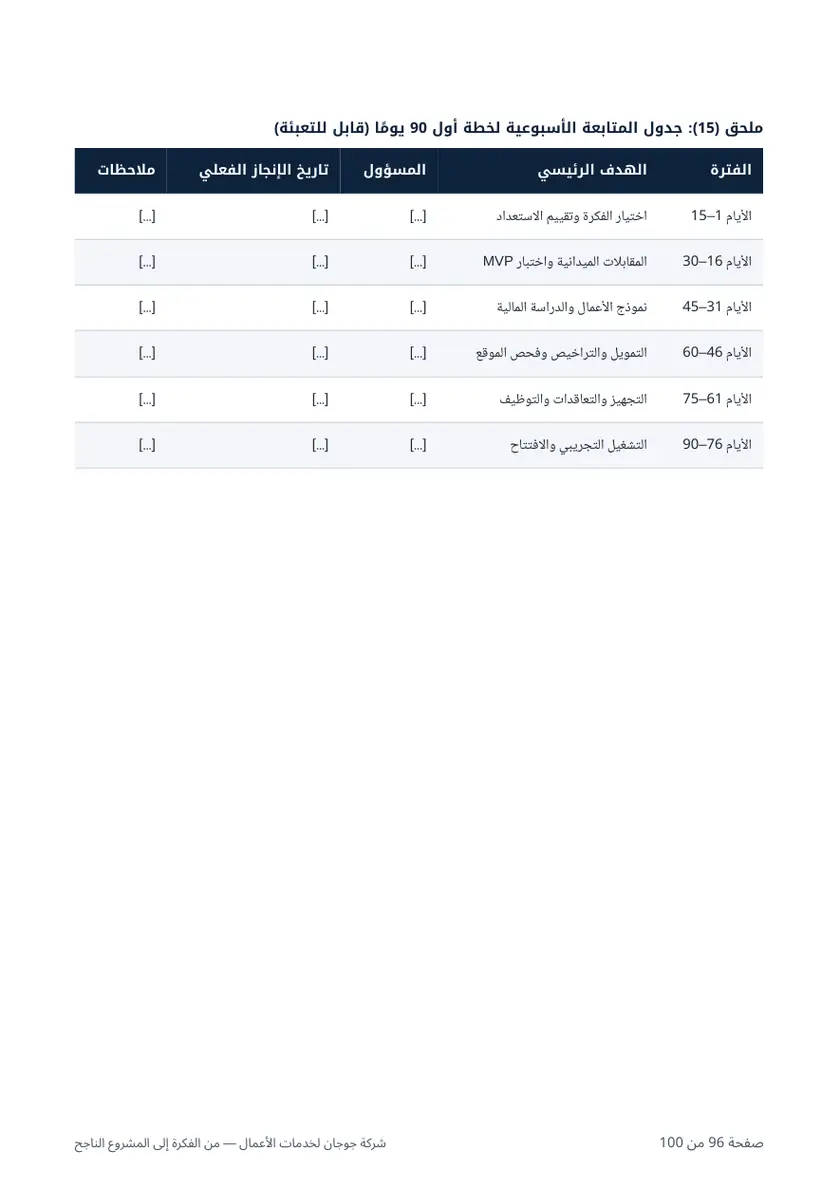 ملحق (15): جدول المتابعة الأسبوعية لخطة أول 90 يومًا (قابل للتعبئة)
الفترة الهدف الرئيسي المسؤول تاريخ الإنجاز الفعلي ملاحظات
الأيام 1–15 اختيار الفكرة وتقييم الاستعداد [...] [...] [...]
الأيام 16–30 المقابلات الميدانية واختبار MVP [...] [...] [...]
الأيام 31–45 نموذج الأعمال والدراسة المالية [...] [...] [...]
الأيام 46–60 التمويل والتراخيص وفحص الموقع [...] [...] [...]
الأيام 61–75 التجهيز والتعاقدات والتوظيف [...] [...] [...]
الأيام 76–90 التشغيل التجريبي والافتتاح [...] [...] [...]
صفحة 96 من 100 شركة جوجان لخدمات الأعمال — من الفكرة إلى المشروع الناجح